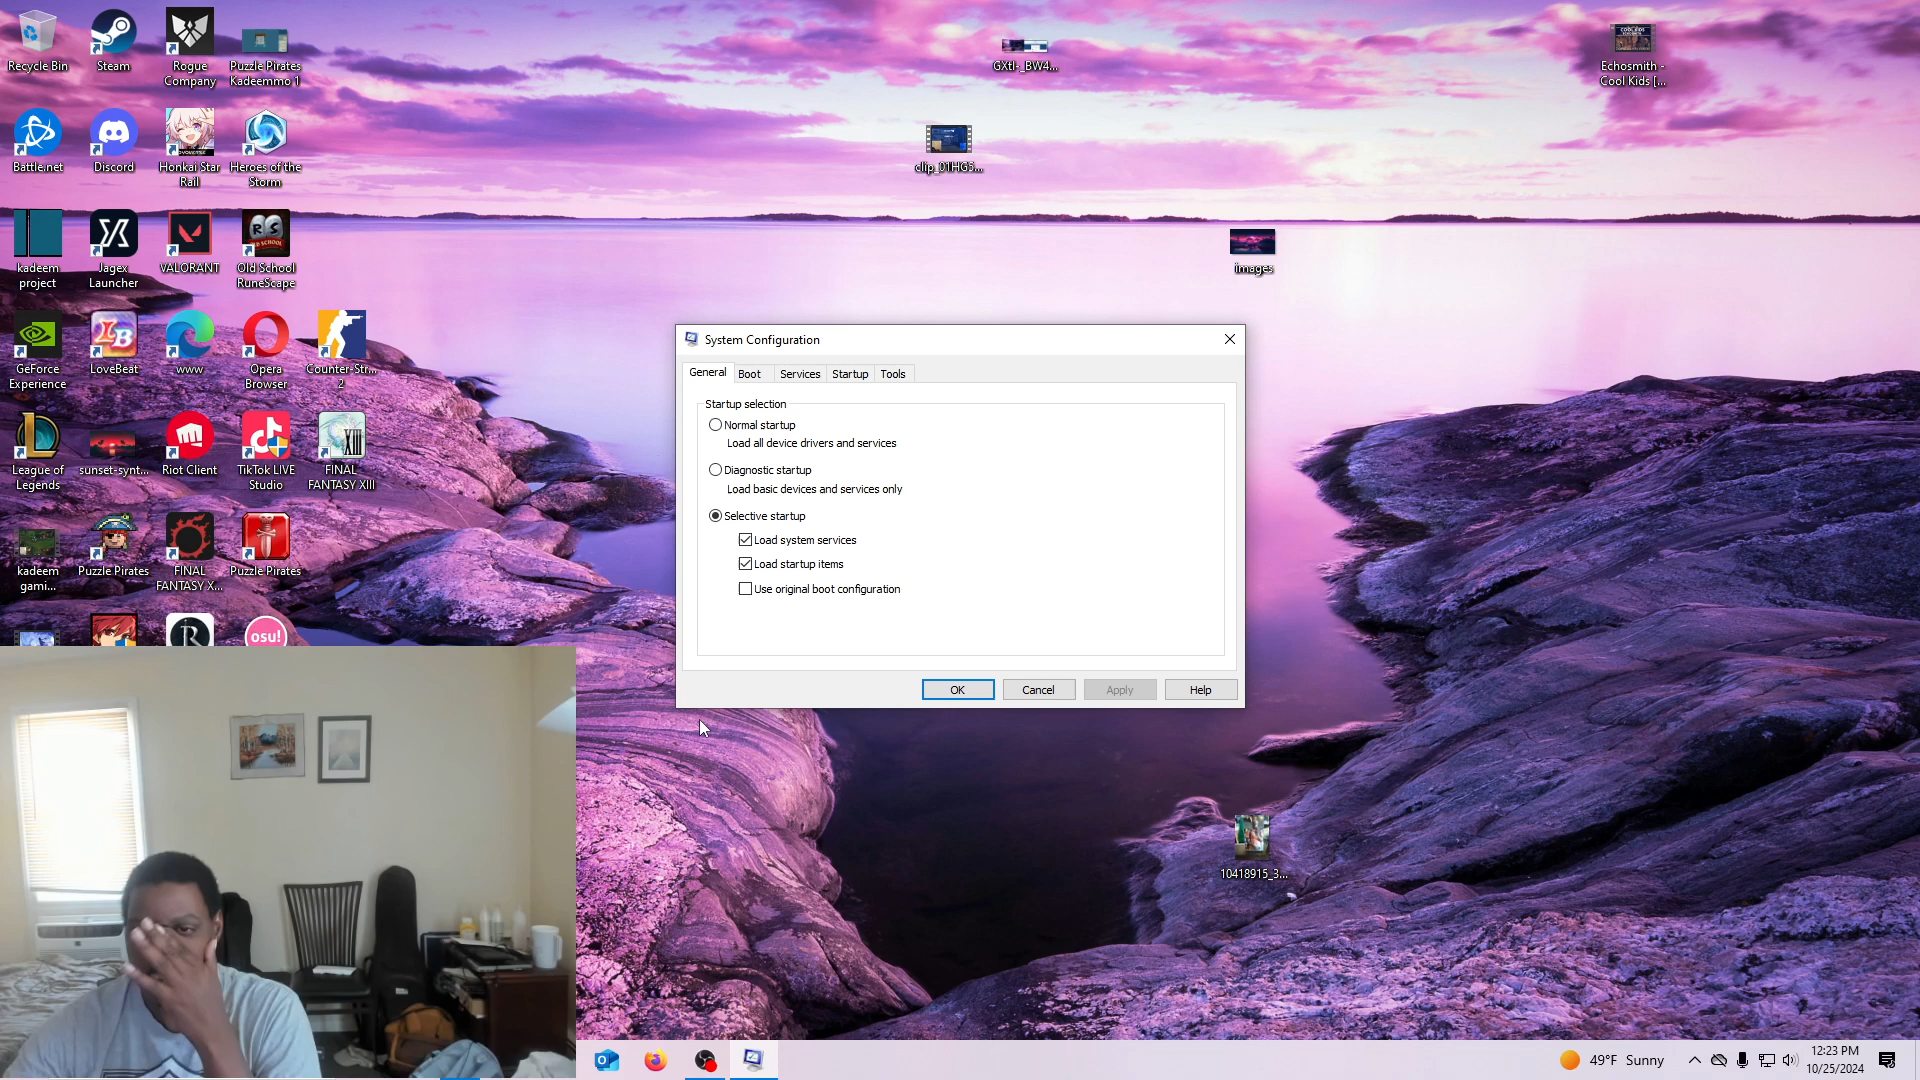 Recycle Bin
Steam
Rogue
Company
Puzzle Pirates
Kadeemmo 1
GXtI-_BW4...
Echosmith -
Cool Kids [...
Battle.net
Discord
Honkai Star
Rail
Heroes of the
Storm
clip_01HG5...
kadeem
project
Jagex
Launcher
VALORANT
Old School
RuneScape
images
GeForce
Experience
LoveBeat
www
Opera
Browser
Counter-Str...
2
League of
Legends
sunset-synt...
Riot Client
TikTok LIVE
Studio
FINAL
FANTASY XIII
kadeem
gami...
Puzzle Pirates
FINAL
FANTASY X...
Puzzle Pirates
osu!
System Configuration
General
Boot
Services
Startup
Tools
Startup selection
Normal startup
Load all device drivers and services
Diagnostic startup
Load basic devices and services only
Selective startup
Load system services
Load startup items
Use original boot configuration
OK
Cancel
Apply
Help
10418915_3...
49°F Sunny
12:23 PM
10/25/2024